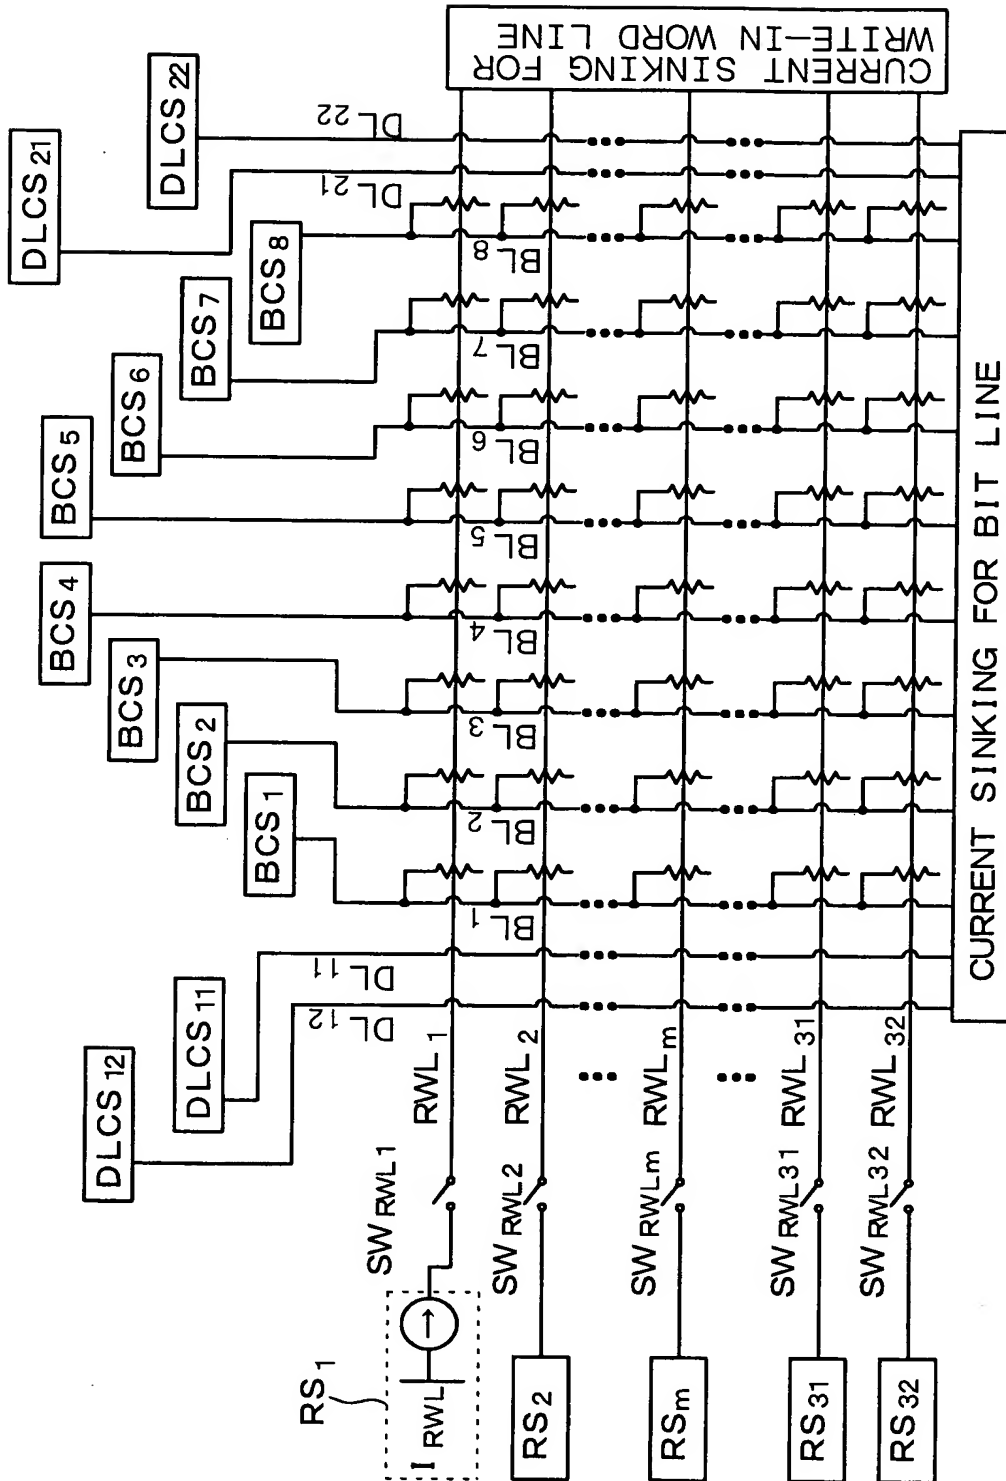 DLCS21
DLCS22
BCS8
BCS7
BCS6
BCS5
BCS4
BCS3
BCS2
BCS1
DLCS11
DLCS12
DL12
DL11
DL21
DL22
BL1
BL2
BL3
BL4
BL5
BL6
BL7
BL8
CURRENT SINKING FOR
WRITE-IN WORD LINE
RS1
IRWL
SWRWL1
RWL1
RS2
SWRWL2
RWL2
RSm
SWRWLm
RWLm
RS31
SWRWL31
RWL31
RS32
SWRWL32
RWL32
CURRENT SINKING FOR BIT LINE